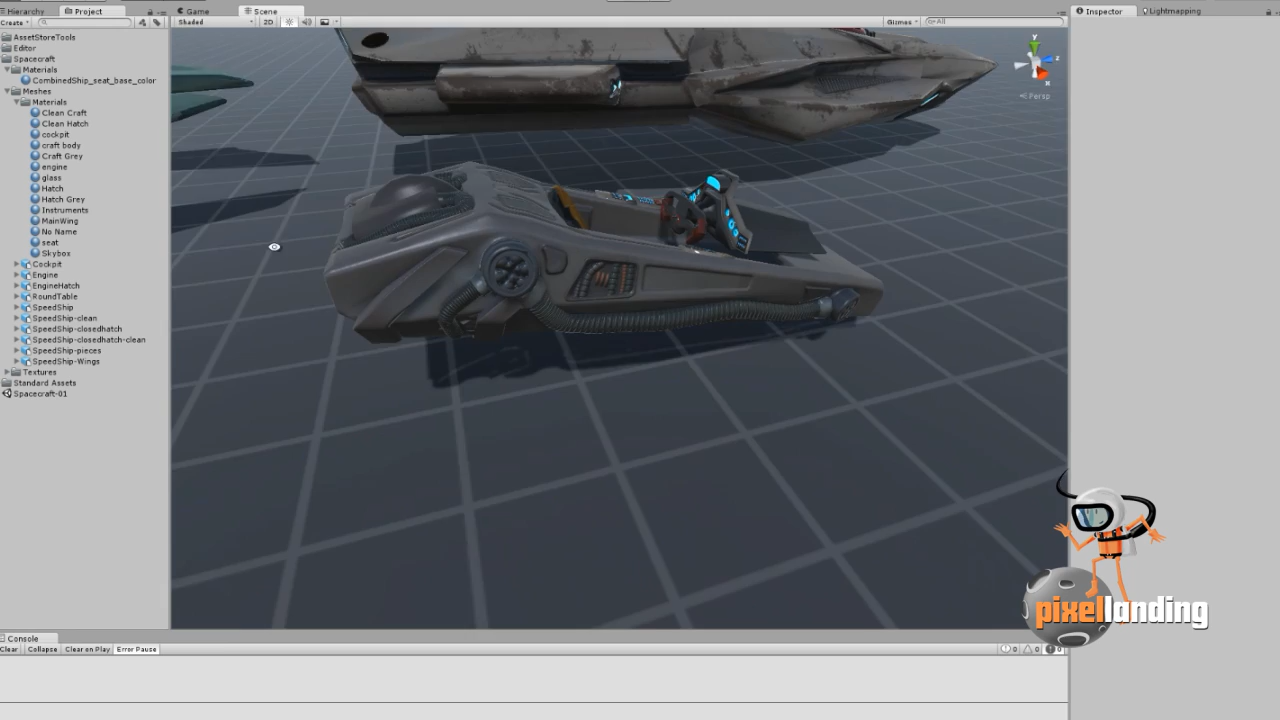 Hierarchy Project
Create
AssetStoreTools
Editor
Spacecraft
Materials
CombinedShip_seat_base_color
Meshes
Materials
Clean Craft
Clean Hatch
cockpit
craft body
Craft Grey
engine
glass
Hatch
Hatch Grey
Instruments
MainWing
No Name
seat
Skybox
Cockpit
Engine
EngineHatch
RoundTable
SpeedShip
SpeedShip-clean
SpeedShip-closedhatch
SpeedShip-closedhatch-clean
SpeedShip-pieces
SpeedShip-Wings
Textures
Standard Assets
Spacecraft-01
Game Scene
Shaded 2D Gizmos All
y
z
x
Persp
Inspector Lightmapping
pixellanding
Console
Clear Collapse Clear on Play Error Pause 0 0 0